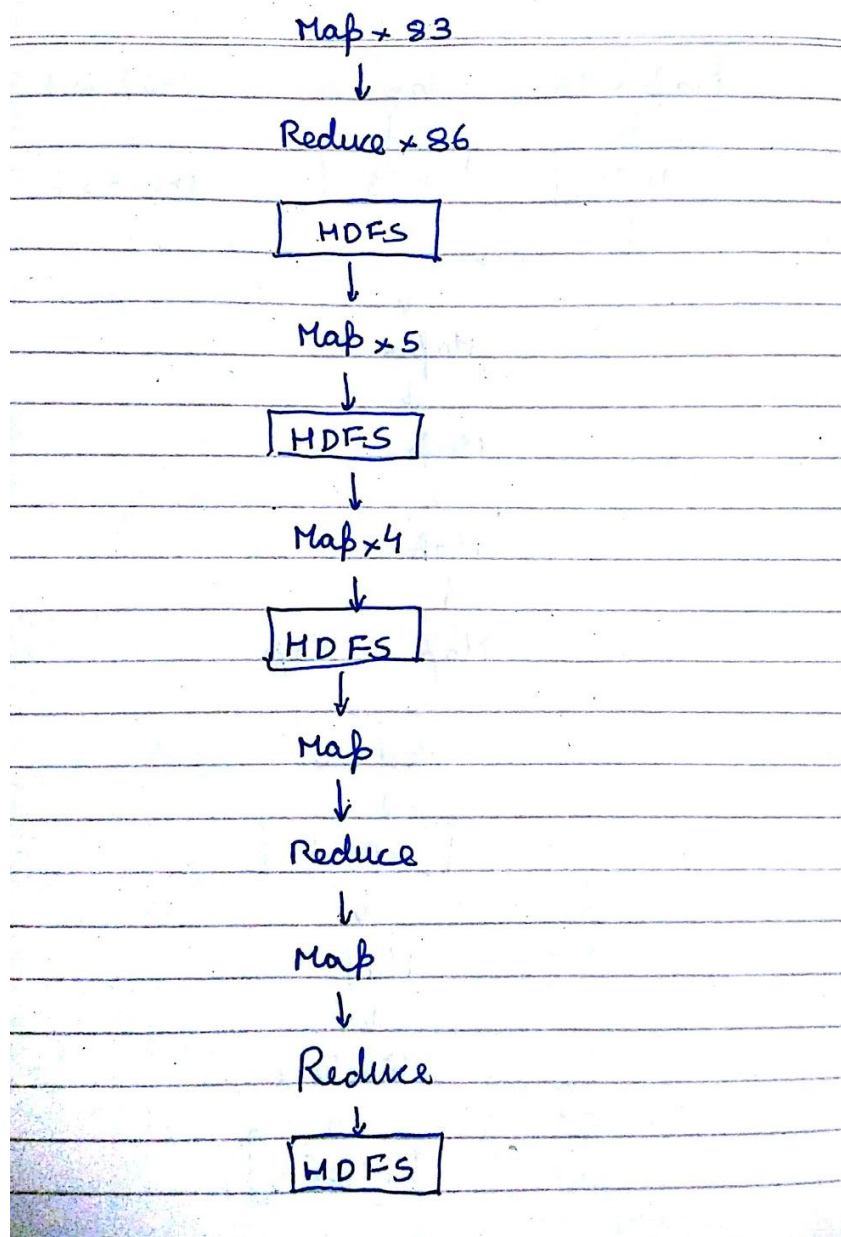 Map x 83
↓
Reduce x 86
HDFS
↓
Map x 5
↓
HDFS
↓
Map x 4
↓
HDFS
↓
Map
↓
Reduce
↓
Map
↓
Reduce
↓
HDFS